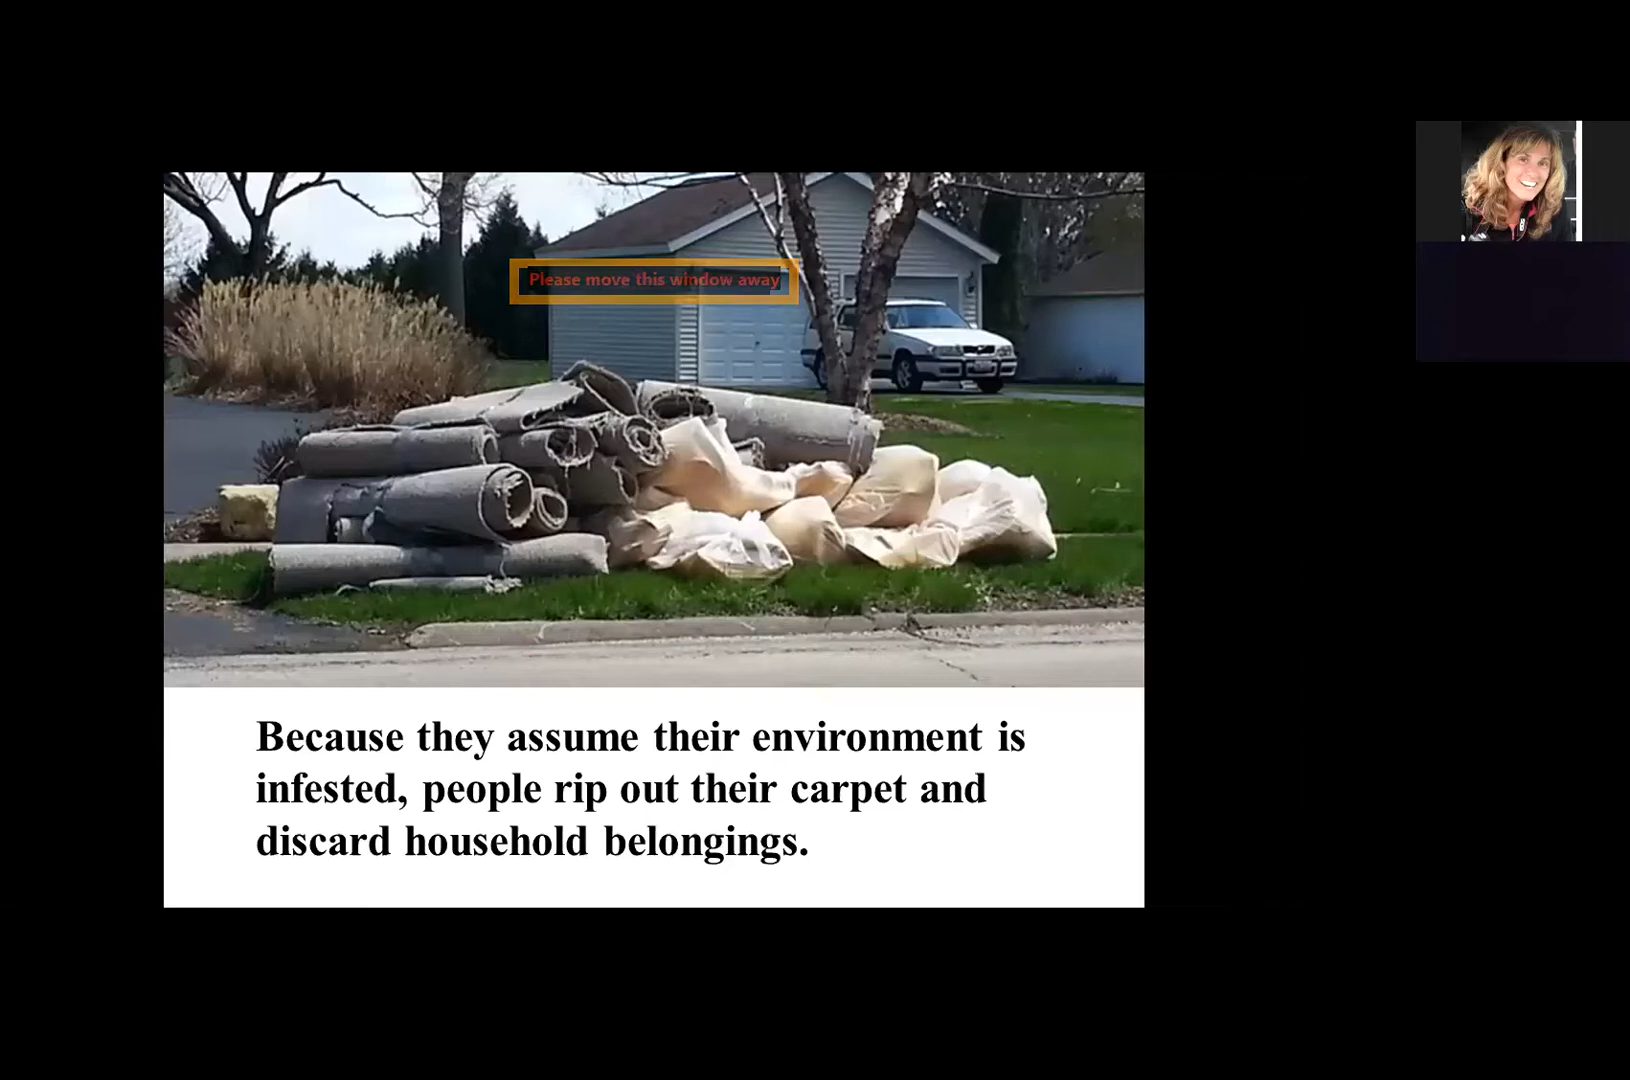 Please move this window away
Because they assume their environment is
infested, people rip out their carpet and
discard household belongings.